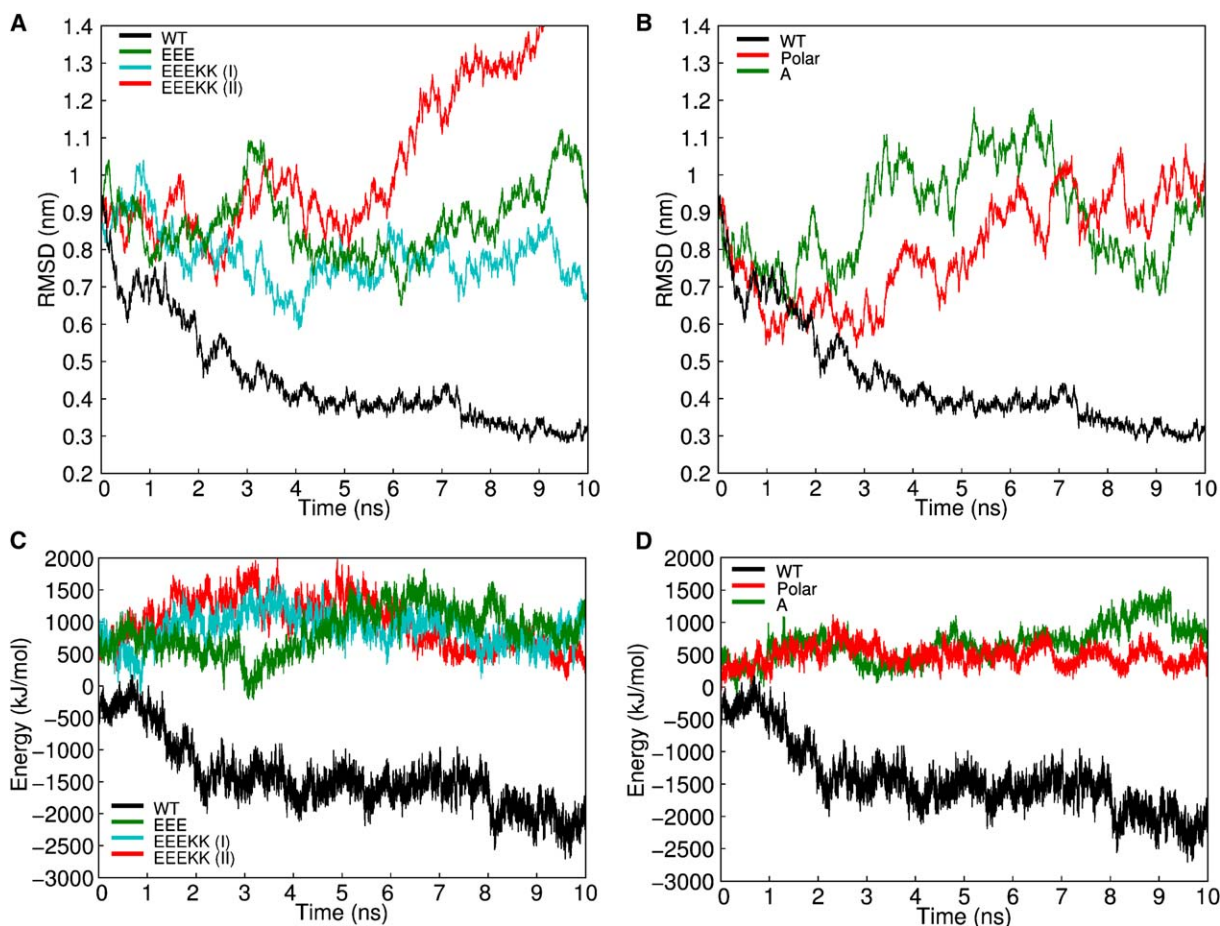 A
1.4
1.3
1.2
1.1
1
0.9
0.8
0.7
0.6
0.5
0.4
0.3
0.2
RMSD (nm)
WT
EEE
EEEKK (I)
EEEKK (II)
0 1 2 3 4 5 6 7 8 9 10
Time (ns)
B
1.4
1.3
1.2
1.1
1
0.9
0.8
0.7
0.6
0.5
0.4
0.3
0.2
RMSD (nm)
WT
Polar
A
0 1 2 3 4 5 6 7 8 9 10
Time (ns)
C
2000
1500
1000
500
0
−500
−1000
−1500
−2000
−2500
−3000
Energy (kJ/mol)
WT
EEE
EEEKK (I)
EEEKK (II)
0 1 2 3 4 5 6 7 8 9 10
Time (ns)
D
2000
1500
1000
500
0
−500
−1000
−1500
−2000
−2500
−3000
Energy (kJ/mol)
WT
Polar
A
0 1 2 3 4 5 6 7 8 9 10
Time (ns)